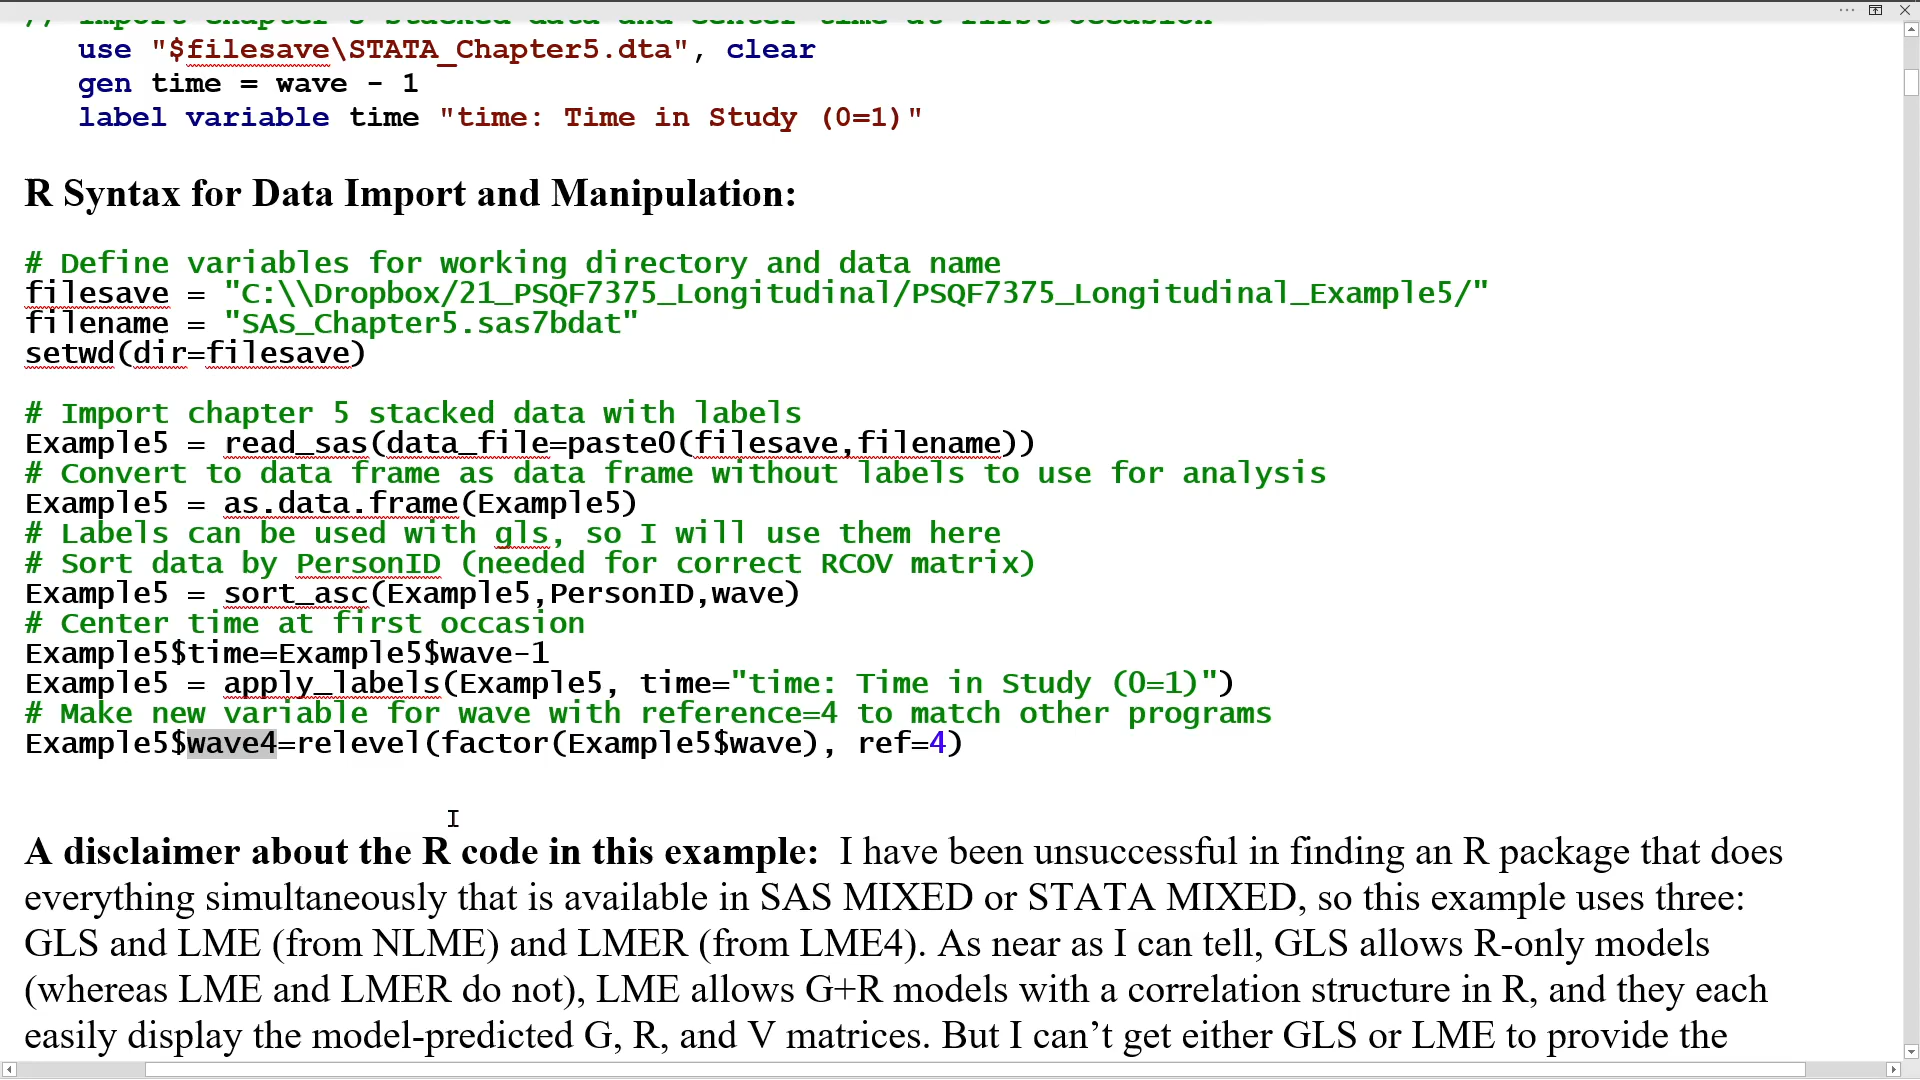 // Import chapter 5 stacked data and center time at first occasion
use "$filesave\STATA_Chapter5.dta", clear
gen time = wave - 1
label variable time "time: Time in Study (0=1)"
R Syntax for Data Import and Manipulation:
# Define variables for working directory and data name
filesave = "C:\\Dropbox/21_PSQF7375_Longitudinal/PSQF7375_Longitudinal_Example5/"
filename = "SAS_Chapter5.sas7bdat"
setwd(dir=filesave)
# Import chapter 5 stacked data with labels
Example5 = read_sas(data_file=paste0(filesave,filename))
# Convert to data frame as data frame without labels to use for analysis
Example5 = as.data.frame(Example5)
# Labels can be used with gls, so I will use them here
# Sort data by PersonID (needed for correct RCOV matrix)
Example5 = sort_asc(Example5,PersonID,wave)
# Center time at first occasion
Example5$time=Example5$wave-1
Example5 = apply_labels(Example5, time="time: Time in Study (0=1)")
# Make new variable for wave with reference=4 to match other programs
Example5$wave4=relevel(factor(Example5$wave), ref=4)
A disclaimer about the R code in this example: I have been unsuccessful in finding an R package that does
everything simultaneously that is available in SAS MIXED or STATA MIXED, so this example uses three:
GLS and LME (from NLME) and LMER (from LME4). As near as I can tell, GLS allows R-only models
(whereas LME and LMER do not), LME allows G+R models with a correlation structure in R, and they each
easily display the model-predicted G, R, and V matrices. But I can’t get either GLS or LME to provide the